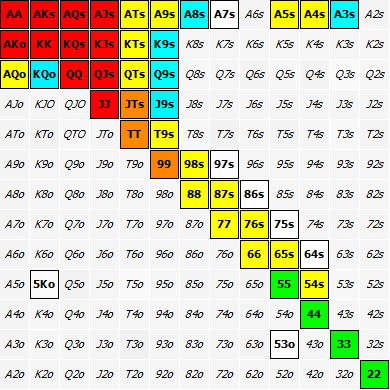 AA AKs AQs AJs ATs A9s A8s A7s A6s A5s A4s A3s A2s
AKo KK KQs KJs KTs K9s K8s K7s K6s K5s K4s K3s K2s
AQo KQo QQ QJs QTs Q9s Q8s Q7s Q6s Q5s Q4s Q3s Q2s
AJo KJO QJO JJ JTs J9s J8s J7s J6s J5s J4s J3s J2s
ATo KTo QTO JTo TT T9s T8s T7s T6s T5s T4s T3s T2s
A9o K9o Q9o J9o T9o 99 98s 97s 96s 95s 94s 93s 92s
A8o K8o Q8o J8o T8o 98o 88 87s 86s 85s 84s 83s 82s
A7o K7o Q7o J7o T7o 97o 87o 77 76s 75s 74s 73s 72s
A6o K6o Q6o J6o T6o 96o 86o 76o 66 65s 64s 63s 62s
A5o 5Ko Q5o J5o T5o 95o 85o 75o 65o 55 54s 53s 52s
A4o K4o Q4o J4o T4o 94o 84o 74o 64o 54o 44 43s 42s
A3o K3o Q3o J3o T3o 93o 83o 73o 63o 53o 43o 33 32s
A2o K2o Q2o J2o T2o 92o 82o 72o 62o 52o 42o 32o 22